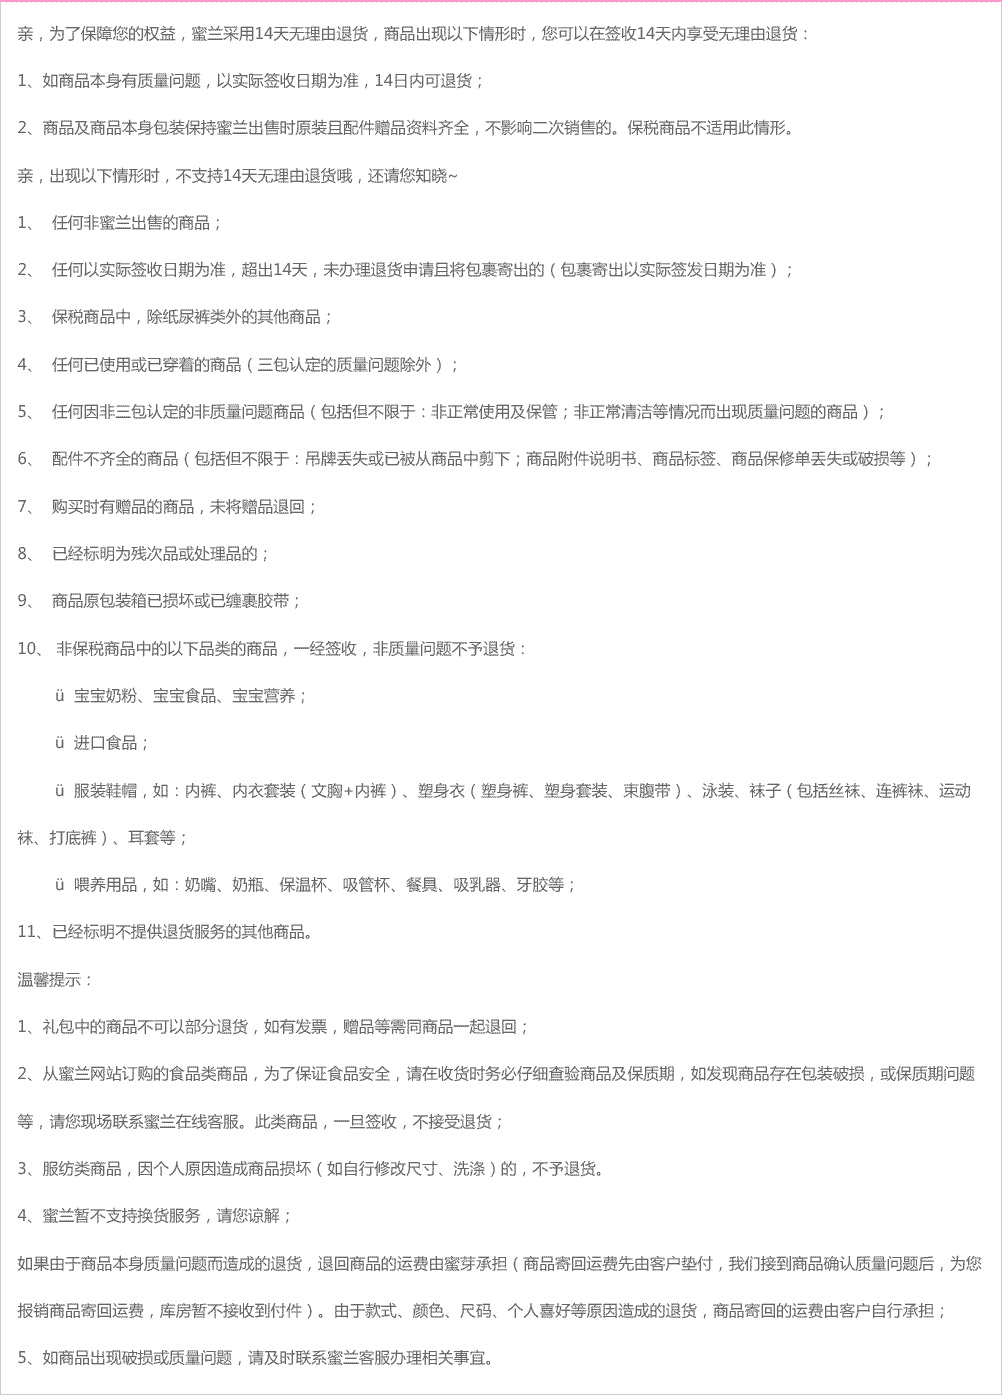 亲，为了保障您的权益，蜜兰采用14天无理由退货，商品出现以下情形时，您可以在签收14天内享受无理由退货：
1、如商品本身有质量问题，以实际签收日期为准，14日内可退货；
2、商品及商品本身包装保持蜜兰出售时原装且配件赠品资料齐全，不影响二次销售的。保税商品不适用此情形。
亲，出现以下情形时，不支持14天无理由退货哦，还请您知晓~
1、 任何非蜜兰出售的商品；
2、 任何以实际签收日期为准，超出14天，未办理退货申请且将包裹寄出的（包裹寄出以实际签发日期为准）；
3、 保税商品中，除纸尿裤类外的其他商品；
4、 任何已使用或已穿着的商品（三包认定的质量问题除外）；
5、 任何因非三包认定的非质量问题商品（包括但不限于：非正常使用及保管；非正常清洁等情况而出现质量问题的商品）；
6、 配件不齐全的商品（包括但不限于：吊牌丢失或已被从商品中剪下；商品附件说明书、商品标签、商品保修单丢失或破损等）；
7、 购买时有赠品的商品，未将赠品退回；
8、 已经标明为残次品或处理品的；
9、 商品原包装箱已损坏或已缠裹胶带；
10、 非保税商品中的以下品类的商品，一经签收，非质量问题不予退货：
ü 宝宝奶粉、宝宝食品、宝宝营养；
ü 进口食品；
ü 服装鞋帽，如：内裤、内衣套装（文胸+内裤）、塑身衣（塑身裤、塑身套装、束腹带）、泳装、袜子（包括丝袜、连裤袜、运动
袜、打底裤）、耳套等；
ü 喂养用品，如：奶嘴、奶瓶、保温杯、吸管杯、餐具、吸乳器、牙胶等；
11、已经标明不提供退货服务的其他商品。
温馨提示：
1、礼包中的商品不可以部分退货，如有发票，赠品等需同商品一起退回；
2、从蜜兰网站订购的食品类商品，为了保证食品安全，请在收货时务必仔细查验商品及保质期，如发现商品存在包装破损，或保质期问题
等，请您现场联系蜜兰在线客服。此类商品，一旦签收，不接受退货；
3、服纺类商品，因个人原因造成商品损坏（如自行修改尺寸、洗涤）的，不予退货。
4、蜜兰暂不支持换货服务，请您谅解；
如果由于商品本身质量问题而造成的退货，退回商品的运费由蜜芽承担（商品寄回运费先由客户垫付，我们接到商品确认质量问题后，为您
报销商品寄回运费，库房暂不接收到付件）。由于款式、颜色、尺码、个人喜好等原因造成的退货，商品寄回的运费由客户自行承担；
5、如商品出现破损或质量问题，请及时联系蜜兰客服办理相关事宜。